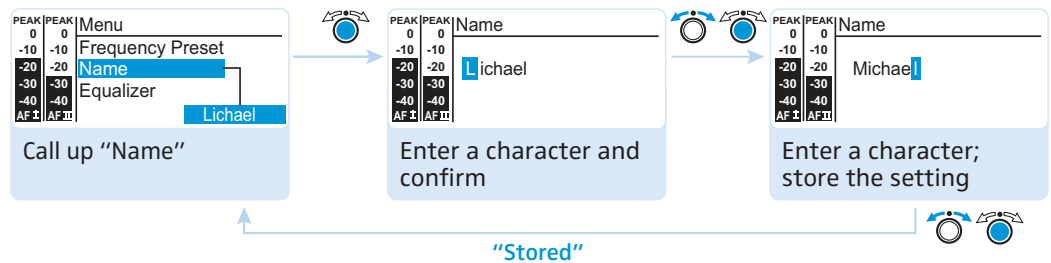 PEAK PEAK Menu
0 0
-10 -10 Frequency Preset
-20 -20 Name
-30 -30 Equalizer
-40 -40
AF I AF II Lichael
Call up "Name"
PEAK PEAK Name
0 0
-10 -10
-20 -20 Lichael
-30 -30
-40 -40
AF I AF II
Enter a character and
confirm
PEAK PEAK Name
0 0
-10 -10
-20 -20 Michael
-30 -30
-40 -40
AF I AF II
Enter a character;
store the setting
"Stored"